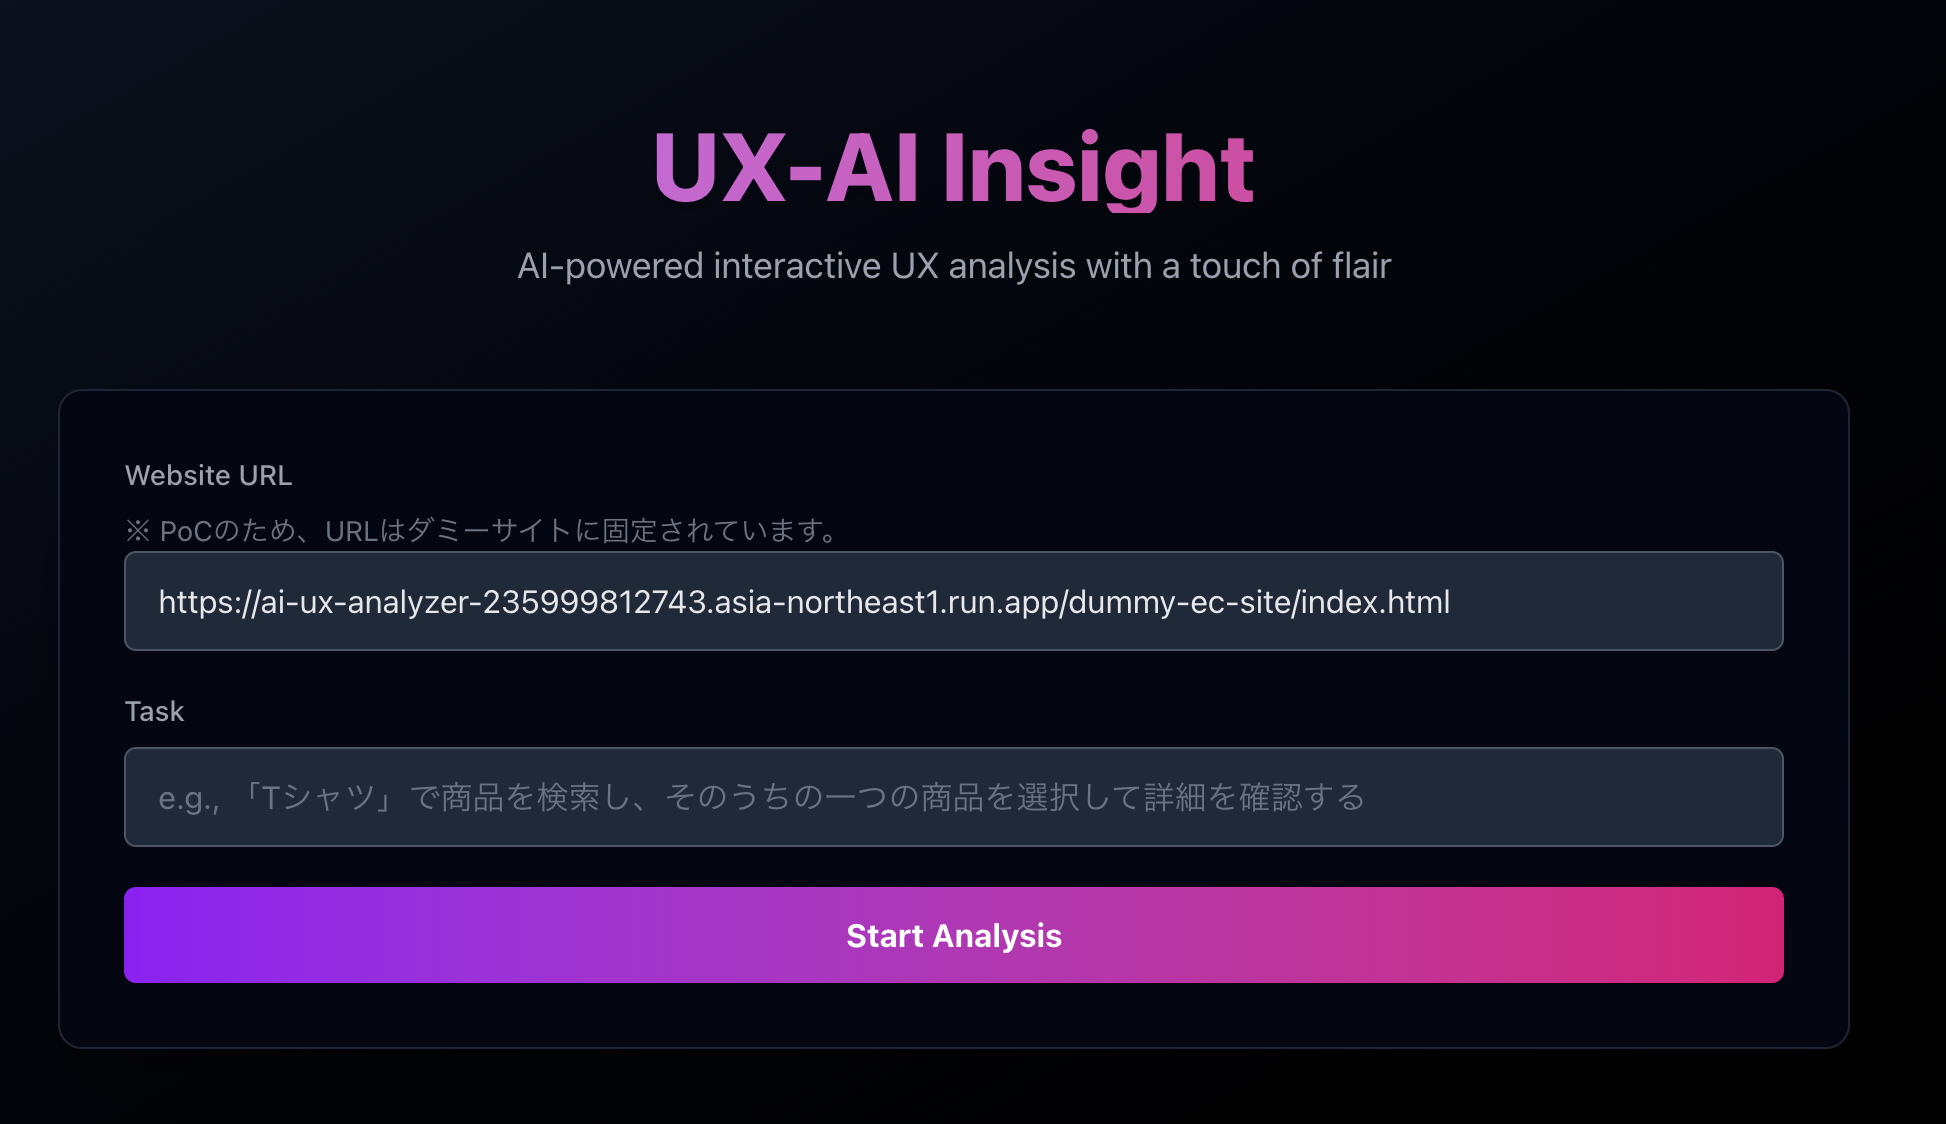 UX-AI Insight
AI-powered interactive UX analysis with a touch of flair
Website URL
※ PoCのため、URLはダミーサイトに固定されています。
https://ai-ux-analyzer-235999812743.asia-northeast1.run.app/dummy-ec-site/index.html
Task
e.g., 「Tシャツ」で商品を検索し、そのうちの一つの商品を選択して詳細を確認する
Start Analysis